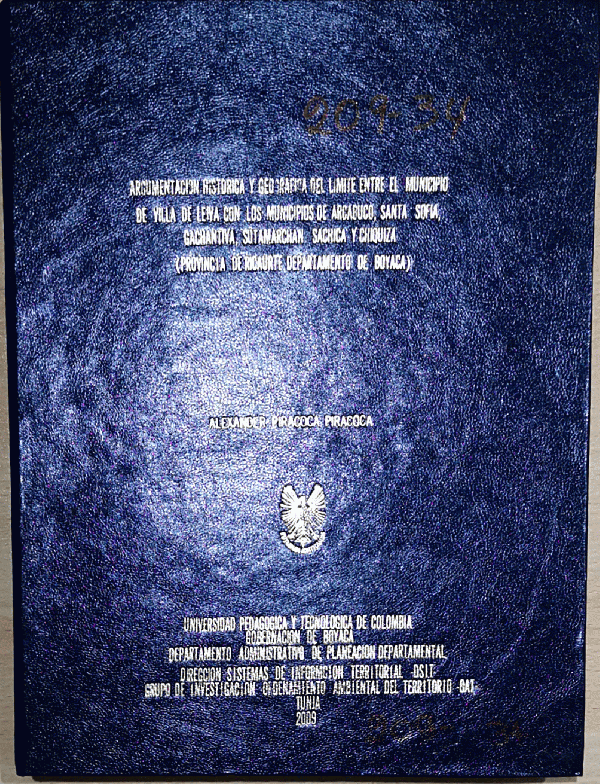 209-34
ARGUMENTACION HISTORICA Y GEOGRAFICA DEL LIMITE ENTRE EL MUNICIPIO
DE VILLA DE LEIVA CON LOS MUNICIPIOS DE ARCABUCO, SANTA SOFIA,
GACHANTIVA, SUTAMARCHAN, SACHICA Y CHIQUIZA
(PROVINCIA DE RICAURTE, DEPARTAMENTO DE BOYACA)
ALEXANDER PIRACOCA PIRACOCA
UNIVERSIDAD PEDAGOGICA Y TECNOLOGICA DE COLOMBIA
GOBERNACION DE BOYACA
DEPARTAMENTO ADMINISTRATIVO DE PLANEACION DEPARTAMENTAL
DIRECCION SISTEMAS DE INFORMCION TERRITORIAL -DSIT-
GRUPO DE INVESTIGACION ORDENAMIENTO AMBIENTAL DEL TERRITORIO -OAT-
TUNJA
2009